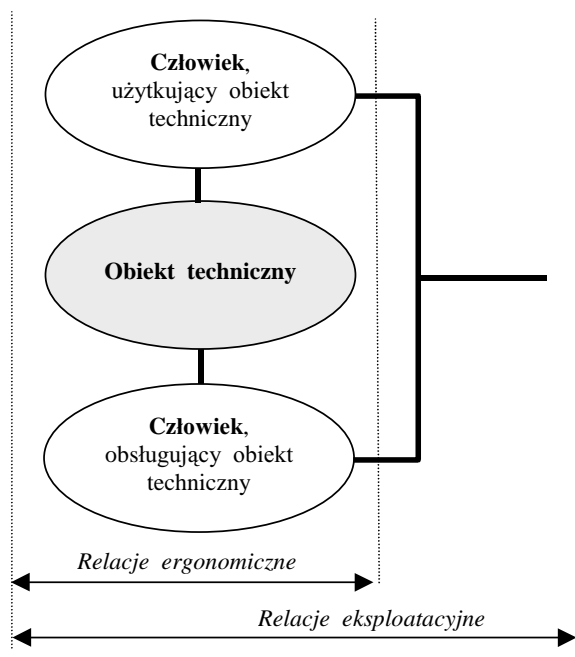 Człowiek,
użytkujący obiekt
techniczny
Obiekt techniczny
Człowiek,
obsługujący obiekt
techniczny
Relacje ergonomiczne
Relacje eksploatacyjne